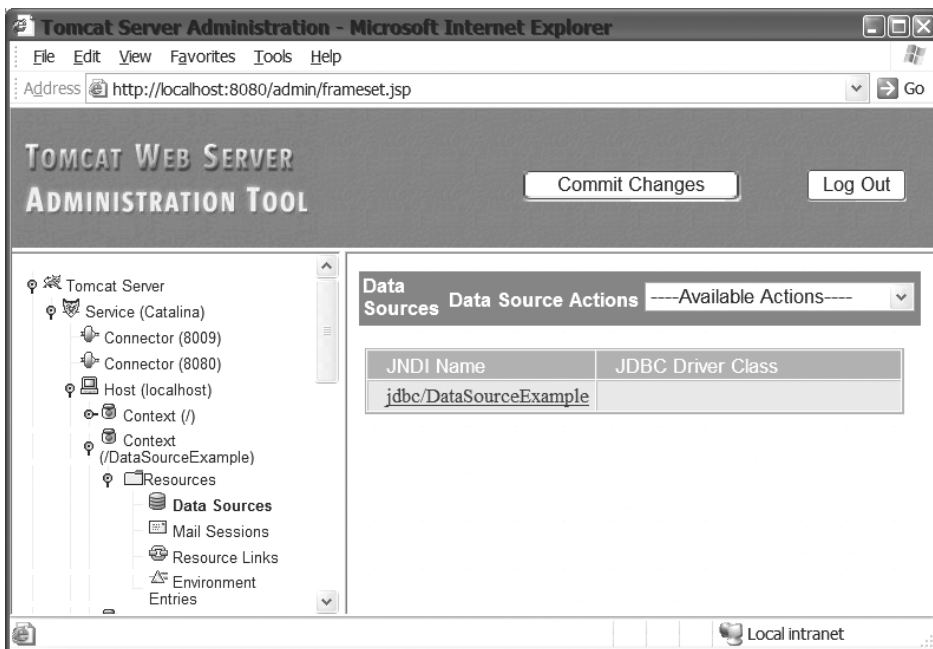 Tomcat Server Administration - Microsoft Internet Explorer
File Edit View Favorites Tools Help
Address http://localhost:8080/admin/frameset.jsp Go
TOMCAT WEB SERVER
ADMINISTRATION TOOL
Commit Changes Log Out
Tomcat Server
Service (Catalina)
Connector (8009)
Connector (8080)
Host (localhost)
Context (/)
Context
(/DataSourceExample)
Resources
Data Sources
Mail Sessions
Resource Links
Environment
Entries
Data
Sources
Data Source Actions ----Available Actions----
JNDI Name JDBC Driver Class
jdbc/DataSourceExample
Local intranet